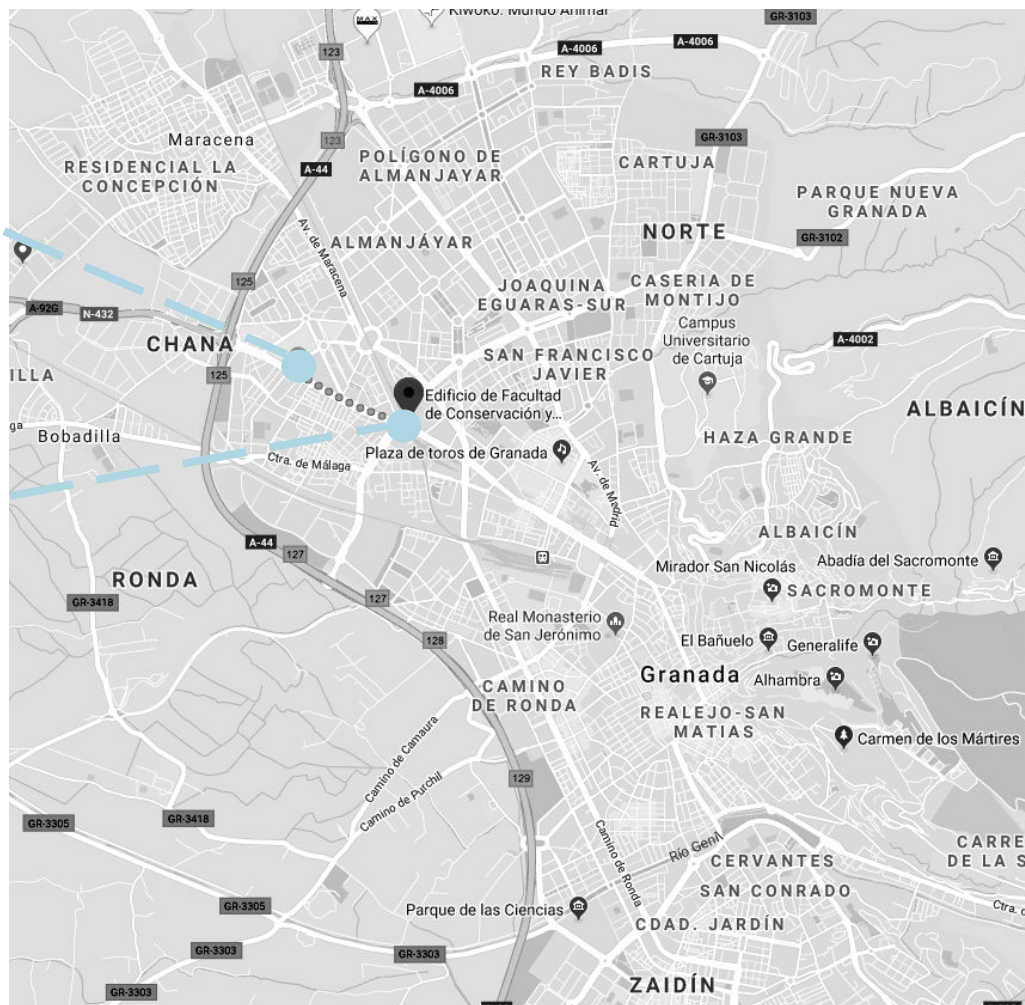 Kiwoko: Mundo Animal
GR-3103
MAX
123
A-4006
A-4006
REY BADIS
A-4006
123
Maracena
GR-3103
POLÍGONO DE
ALMANJAYAR
CARTUJA
RESIDENCIAL LA
CONCEPCIÓN
A-44
PARQUE NUEVA
GRANADA
Av. de Maracena
ALMANJÁYAR
NORTE
GR-3102
125
JOAQUINA
EGUARAS-SUR
CASERIA DE
MONTIJO
A-92G
N-432
CHANA
Campus
Universitario
de Cartuja
A-4002
SAN FRANCISCO
JAVIER
125
ILLA
Edificio de Facultad
de Conservación y...
ALBAICÍN
ga
Bobadilla
HAZA GRANDE
Plaza de toros de Granada
Ctra. de Málaga
Av. de Madrid
A-44
127
ALBAICÍN
RONDA
Mirador San Nicolás
Abadía del Sacromonte
SACROMONTE
GR-3418
127
Real Monasterio
de San Jerónimo
128
El Bañuelo
Generalife
Granada
Alhambra
CAMINO
DE RONDA
REALEJO-SAN
MATIAS
Carmen de los Mártires
Camino de Camaura
129
Camino de Purchil
GR-3305
GR-3418
Camino de Ronda
Río Genil
CARRE
DE LA S
CERVANTES
SAN CONRADO
GR-3305
Parque de las Ciencias
Ctra. d
CDAD. JARDÍN
GR-3303
GR-3303
ZAIDÍN
GR-3303